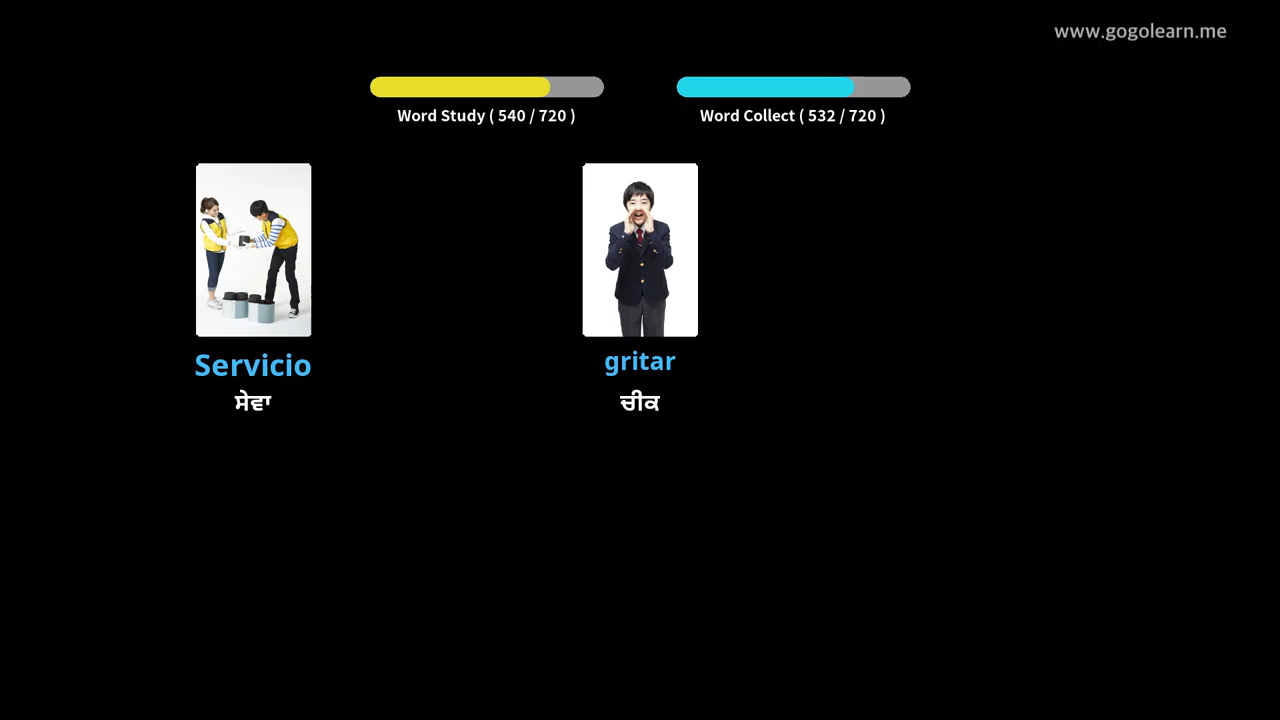 www.gogolearn.me
Word Study ( 540 / 720 )
Word Collect ( 532 / 720 )
Servicio
ਸੇਵਾ
gritar
ਚੀਕ